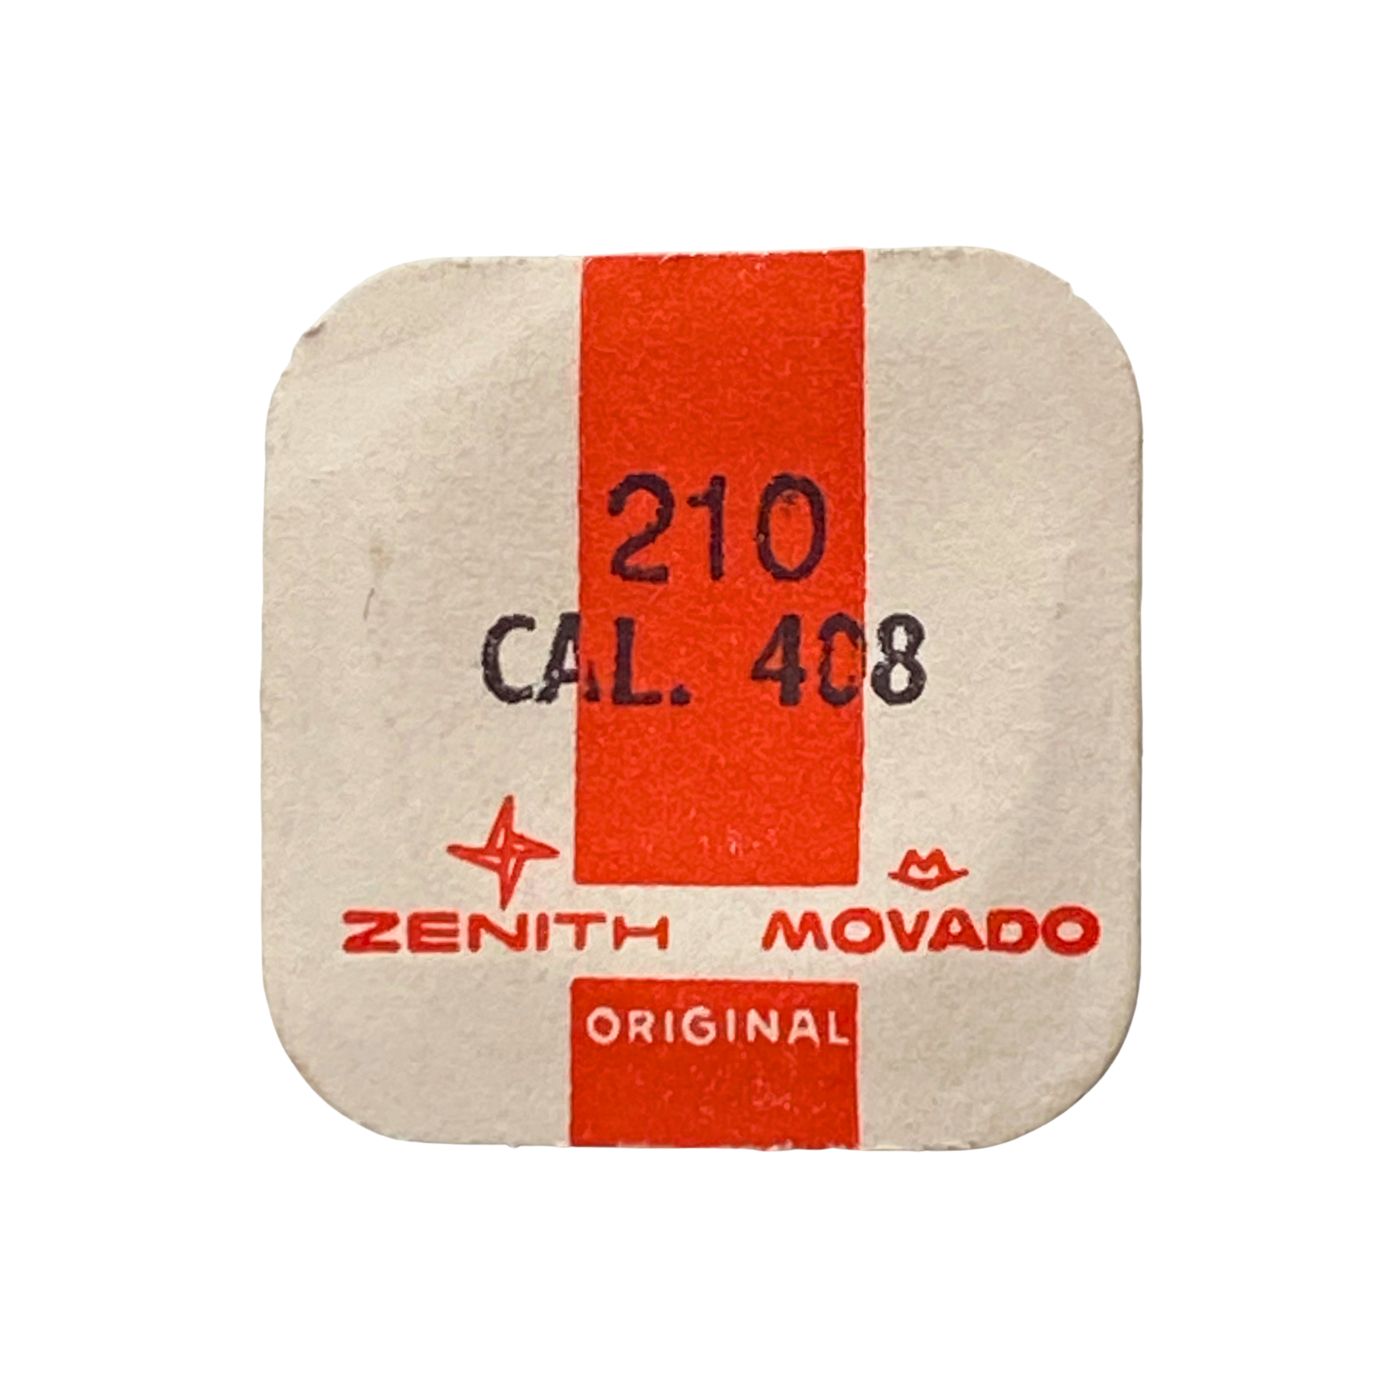 210
CAL. 408
ZENITH MOVADO
ORIGINAL